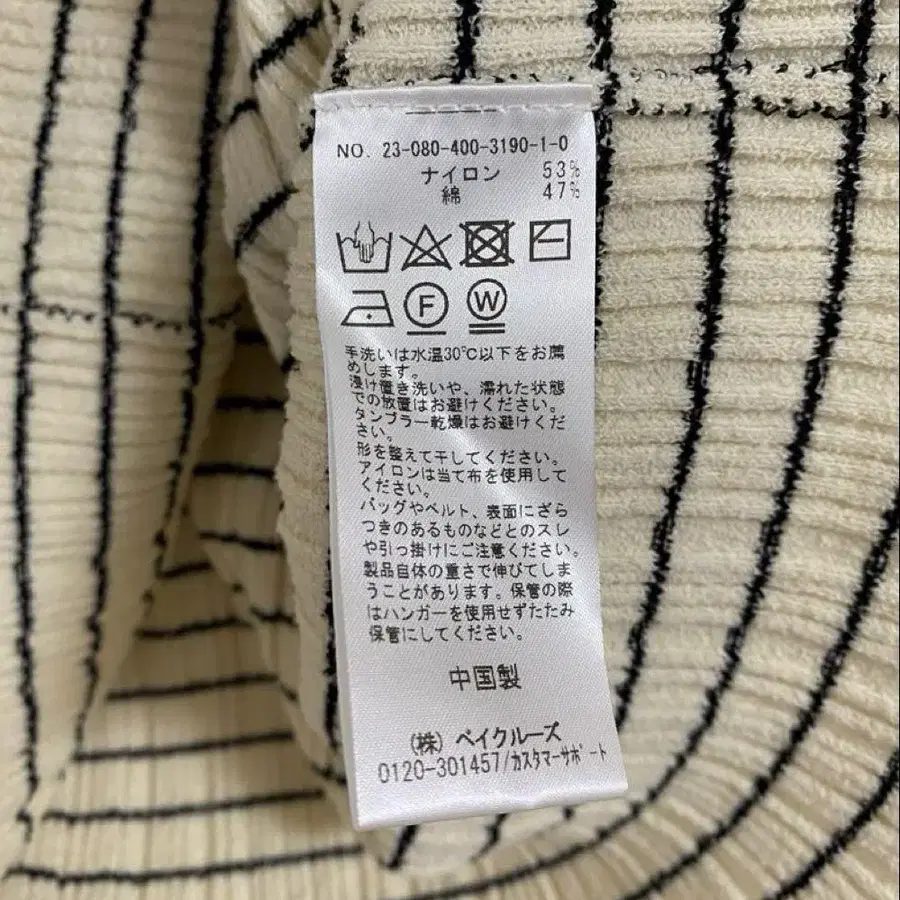 NO. 23-080-400-3190-1-0
ナイロン 53%
綿 47%
F W
手洗いは水温30℃以下をお薦
めします。
浸け置き洗いや、濡れた状態
での放置はお避けください。
タンブラー乾燥はお避けくだ
さい。
形を整えて干してください。
アイロンは当て布を使用して
ください。
バッグやベルト、表面にざら
つきのあるものなどとのスレ
や引っ掛けにご注意ください。
製品自体の重さで伸びてしま
うことがあります。保管の際
はハンガーを使用せずたたみ
保管にしてください。
中国製
(株) ベイクルーズ
0120-301457/カスタマーサポート